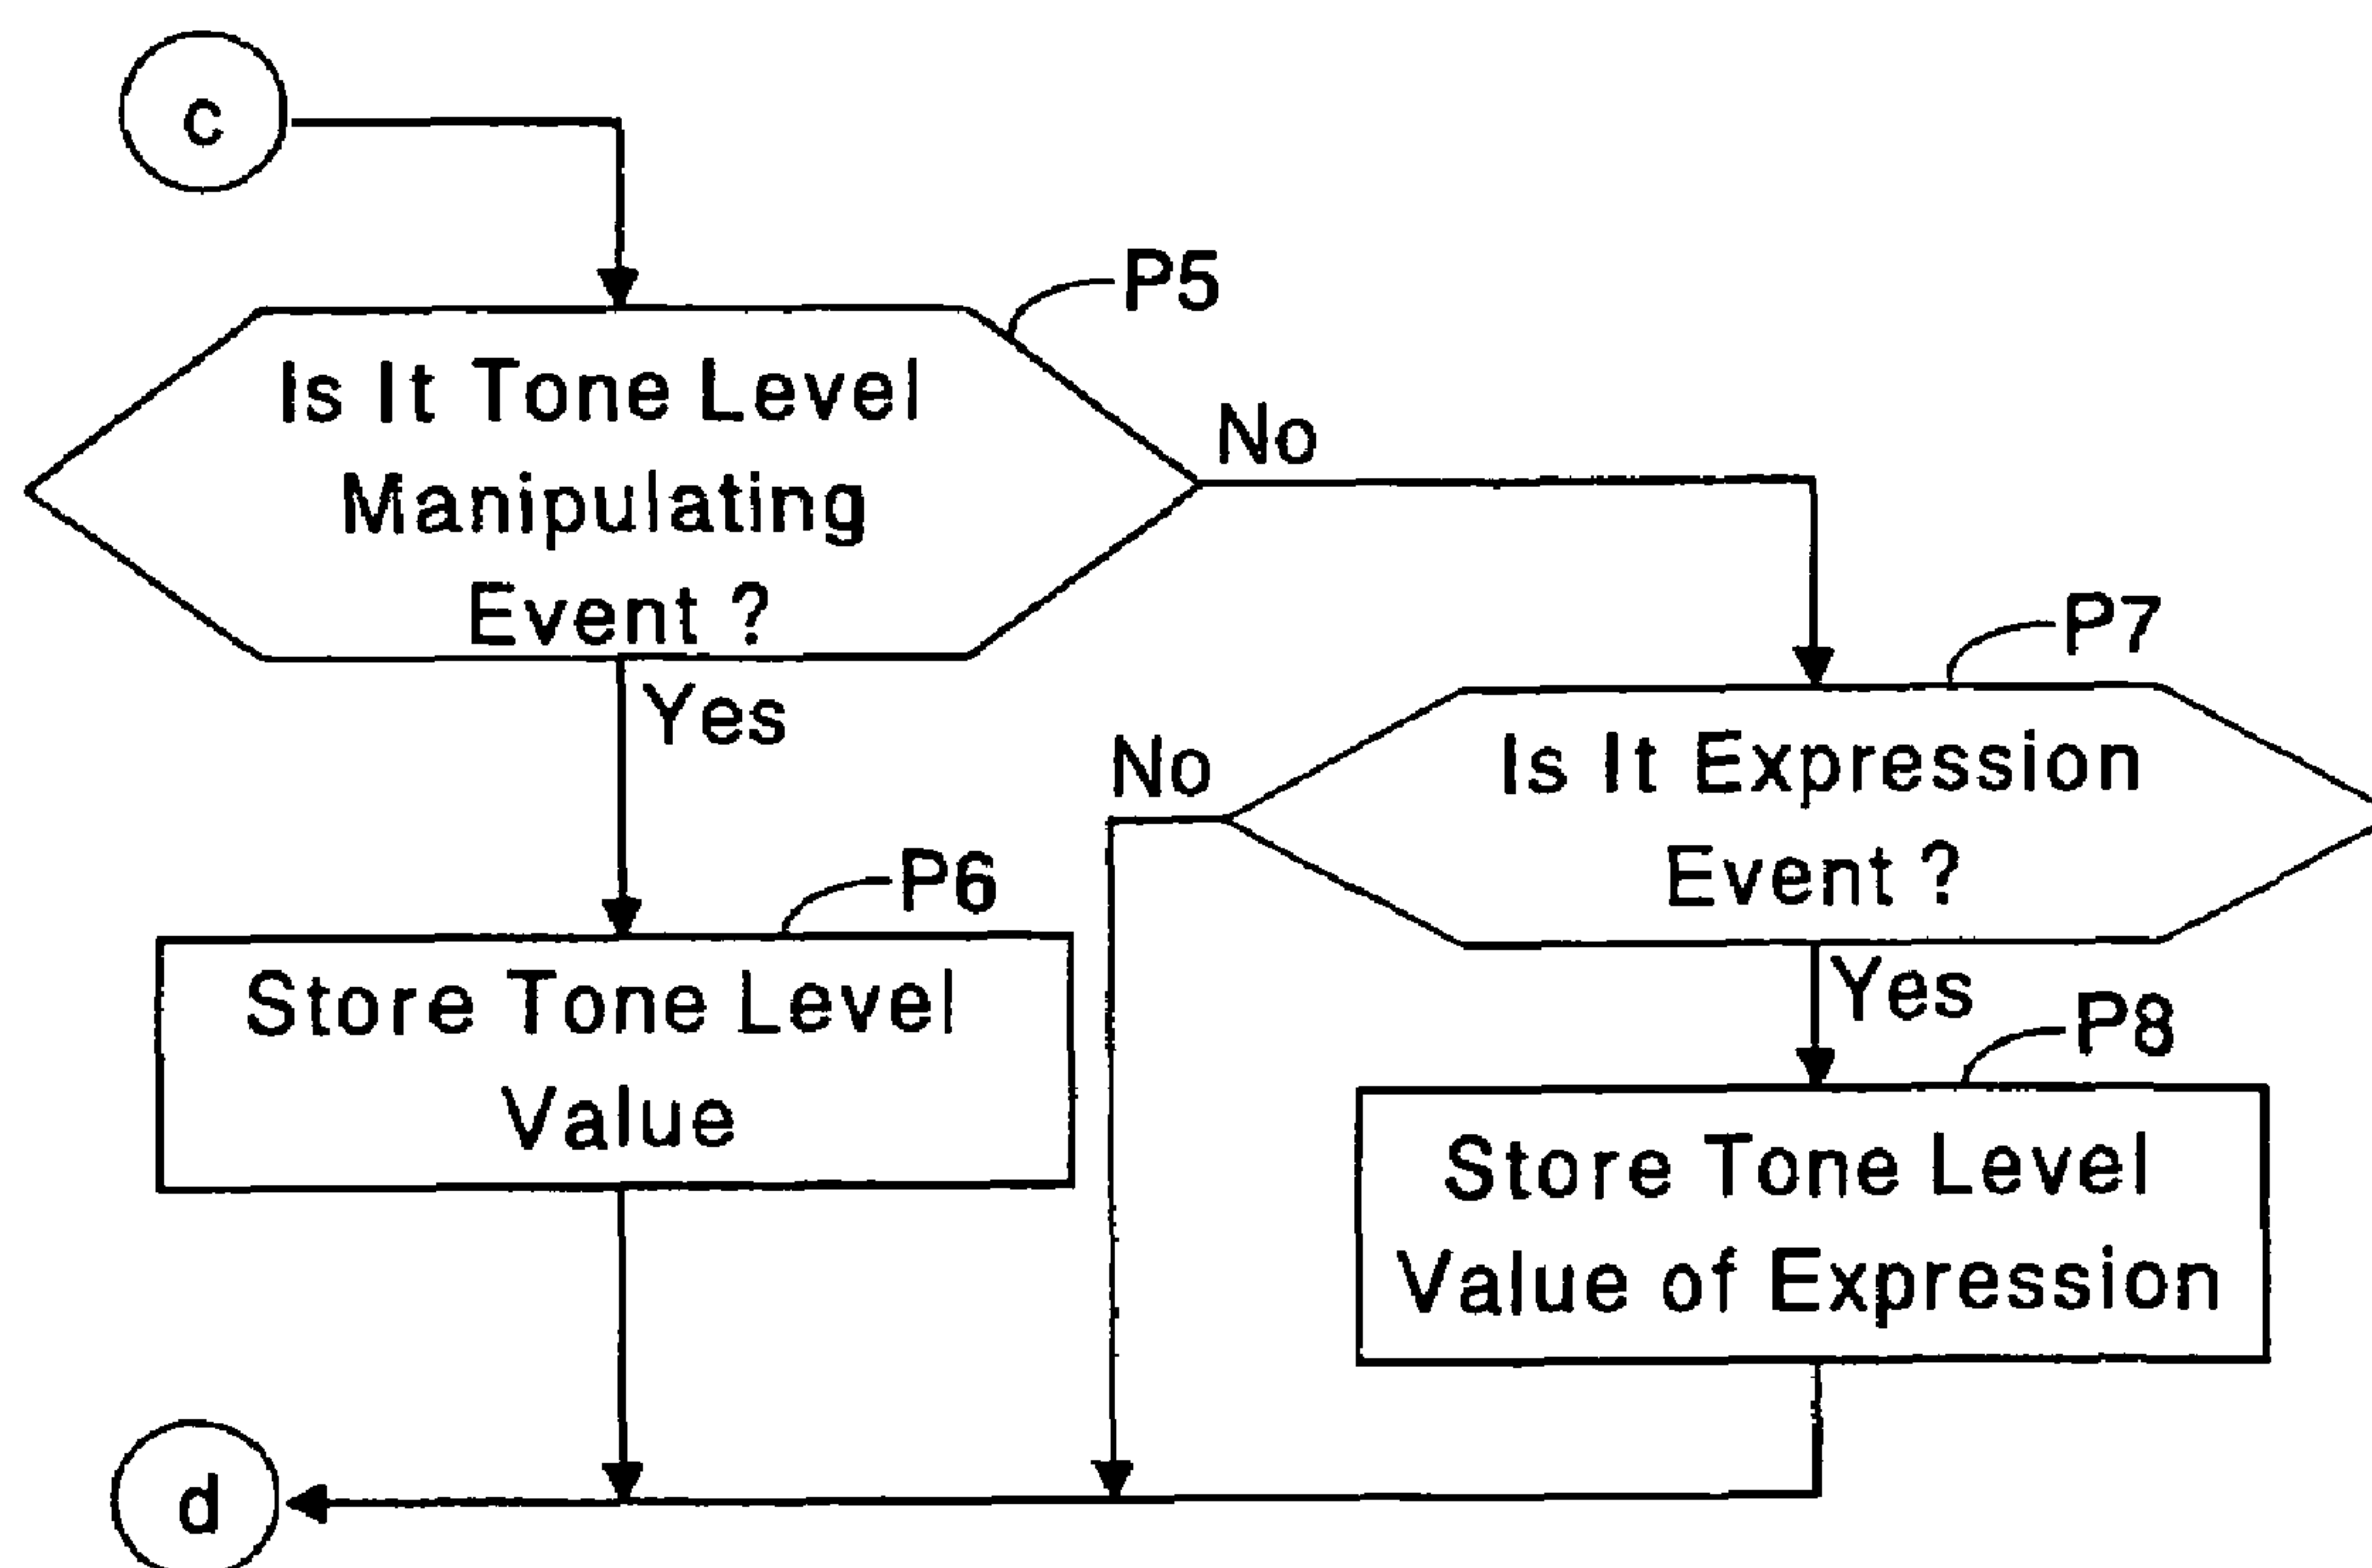 c
P5
Is It Tone Level
Manipulating
Event ?
No
Yes
P7
Is It Expression
Event ?
No
Yes
P6
Store Tone Level
Value
P8
Store Tone Level
Value of Expression
d